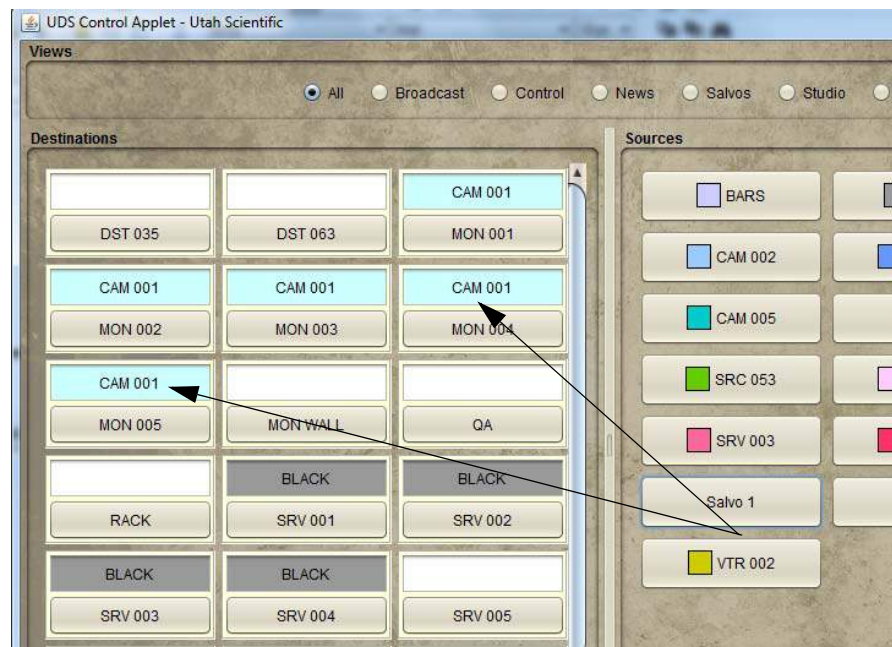 UDS Control Applet - Utah Scientific
Views
All Broadcast Control News Salvos Studio
Destinations
Sources
CAM 001
DST 035 DST 063 MON 001
CAM 001 CAM 001 CAM 001
MON 002 MON 003 MON 004
CAM 001
MON 005 MON WALL QA
BLACK BLACK
RACK SRV 001 SRV 002
BLACK BLACK
SRV 003 SRV 004 SRV 005
BARS
CAM 002
CAM 005
SRC 053
SRV 003
Salvo 1
VTR 002